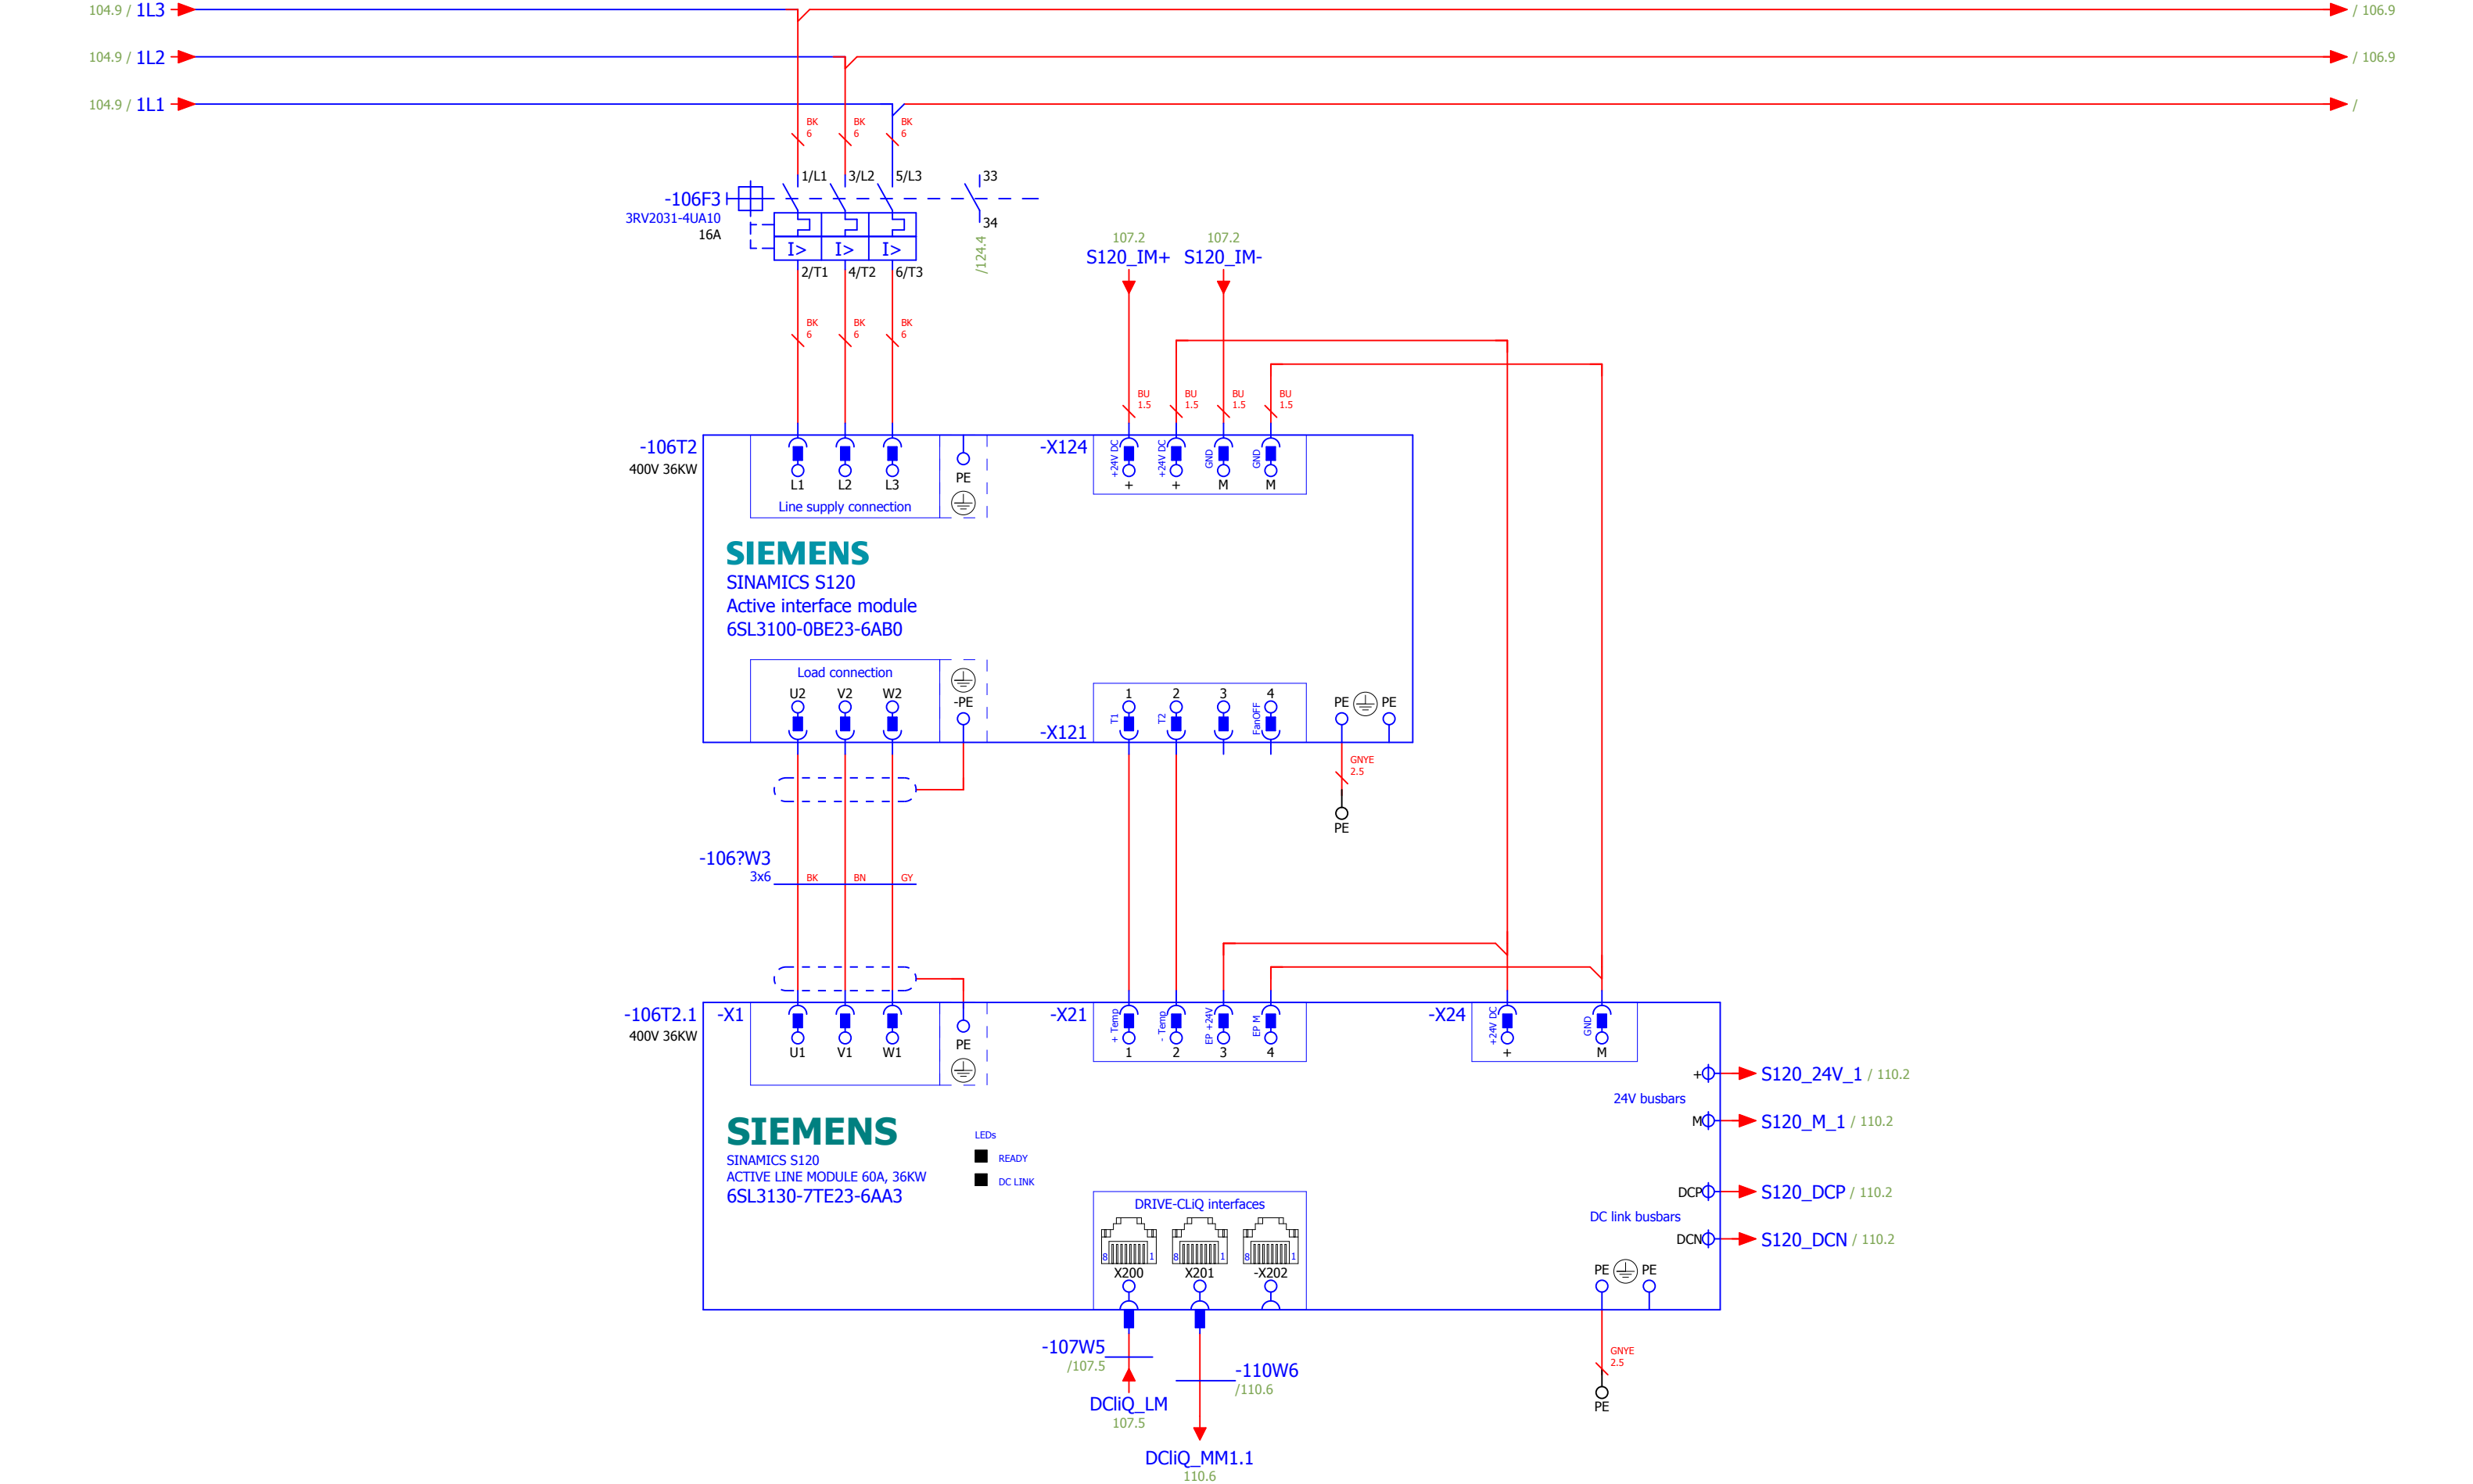 104.9 / 1L3
/ 106.9
104.9 / 1L2
/ 106.9
104.9 / 1L1
/
BK
6
BK
6
BK
6
1/L1 3/L2 5/L3
33
-106F3
3RV2031-4UA10
16A
34
/124.4
I> I> I>
2/T1 4/T2 6/T3
107.2
S120_IM+
107.2
S120_IM-
BK
6
BK
6
BK
6
BU
1.5
BU
1.5
BU
1.5
BU
1.5
-106T2
400V 36KW
L1 L2 L3
PE
Line supply connection
-X124
+24V DC
+24V DC
GND
GND
+ + M M
SIEMENS
SINAMICS S120
Active interface module
6SL3100-0BE23-6AB0
Load connection
U2 V2 W2
-PE
-X121
1 2 3 4
T1
T2
FanOFF
PE PE
GNYE
2.5
PE
-106?W3
3x6
BK BN GY
-106T2.1
400V 36KW
-X1
U1 V1 W1
PE
-X21
+ Temp
- Temp
EP +24V
EP M
1 2 3 4
-X24
+24V DC
GND
+ M
+
S120_24V_1 / 110.2
24V busbars
M
S120_M_1 / 110.2
DCP
S120_DCP / 110.2
DC link busbars
DCN
S120_DCN / 110.2
SIEMENS
SINAMICS S120
ACTIVE LINE MODULE 60A, 36KW
6SL3130-7TE23-6AA3
LEDs
READY
DC LINK
DRIVE-CLiQ interfaces
8 1 8 1 8 1
X200 X201 -X202
PE PE
GNYE
2.5
PE
-107W5
/107.5
DCliQ_LM
107.5
-110W6
/110.6
DCliQ_MM1.1
110.6